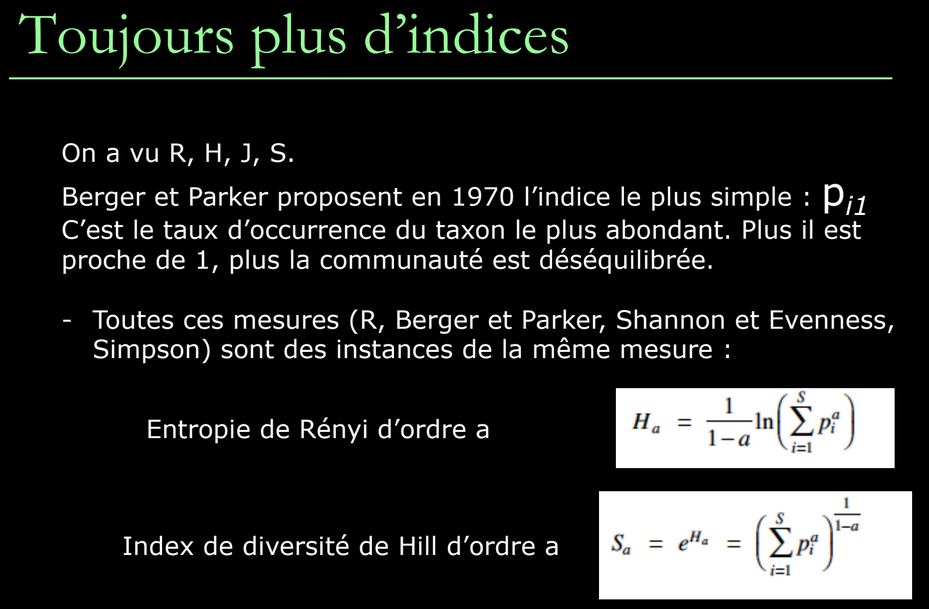 Toujours plus d’indices
On a vu R, H, J, S.
Berger et Parker proposent en 1970 l’indice le plus simple : p_{i1}
C’est le taux d’occurrence du taxon le plus abondant. Plus il est
proche de 1, plus la communauté est déséquilibrée.
- Toutes ces mesures (R, Berger et Parker, Shannon et Evenness,
Simpson) sont des instances de la même mesure :
Entropie de Rényi d’ordre a
H_a = \frac{1}{1-a} \ln\left(\sum_{i=1}^{S} p_i^a\right)
Index de diversité de Hill d’ordre a
S_a = e^{H_a} = \left(\sum_{i=1}^{S} p_i^a\right)^{\frac{1}{1-a}}